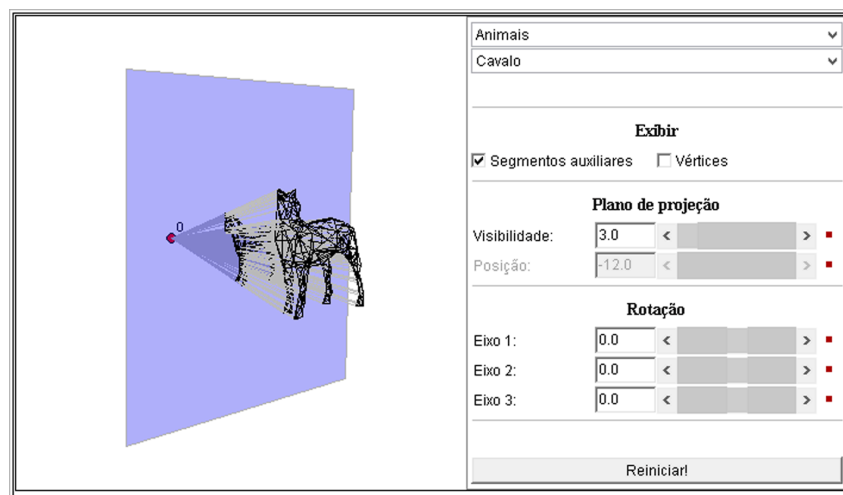 0
Animais
Cavalo
Exibir
Segmentos auxiliares Vértices
Plano de projeção
Visibilidade: 3.0
Posição: -12.0
Rotação
Eixo 1: 0.0
Eixo 2: 0.0
Eixo 3: 0.0
Reiniciar!